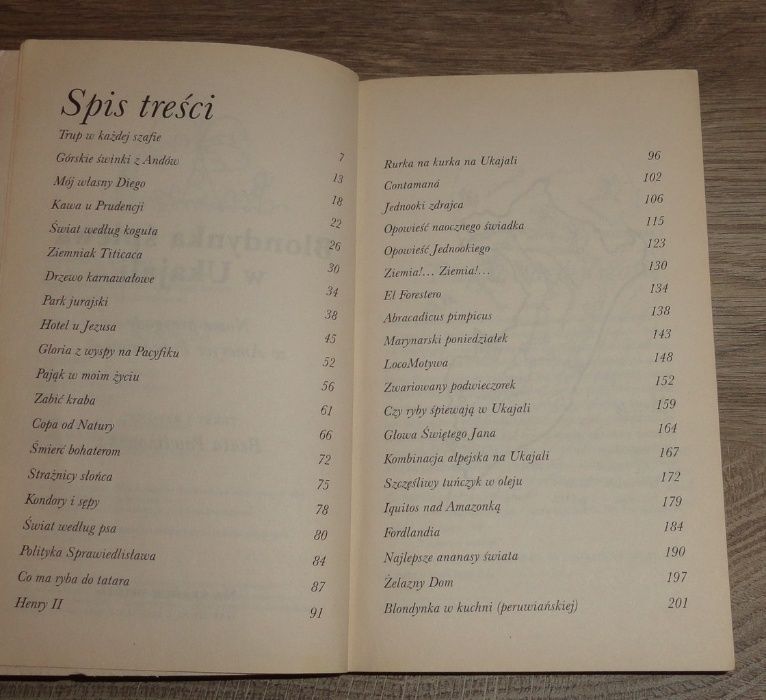 Spis treści
Trup w każdej szafie 7
Górskie świnki z Andów 13
Mój własny Diego 18
Kawa u Prudencji 22
Świat według koguta 26
Ziemniak Titicaca 30
Drzewo karnawałowe 34
Park jurajski 38
Hotel u Jezusa 45
Gloria z wyspy na Pacyfiku 52
Pająk w moim życiu 56
Zabić kraba 61
Copa od Natury 66
Śmierć bohaterom 72
Strażnicy słońca 75
Kondory i sępy 78
Świat według psa 80
Polityka Sprawiedlisława 84
Co ma ryba do tatara 87
Henry II 91
Rurka na kurka na Ukajali 96
Contamaná 102
Jednooki zdrajca 106
Opowieść naocznego świadka 115
Opowieść Jednookiego 123
Ziemia!... Ziemia!... 130
El Forestero 134
Abracadicus pimpicus 138
Marynarski poniedziałek 143
LocoMotywa 148
Zwariowany podwieczorek 152
Czy ryby śpiewają w Ukajali 159
Głowa Świętego Jana 164
Kombinacja alpejska na Ukajali 167
Szczęśliwy tuńczyk w oleju 172
Iquitos nad Amazonką 179
Fordlandia 184
Najlepsze ananasy świata 190
Żelazny Dom 197
Blondynka w kuchni (peruwiańskiej) 201